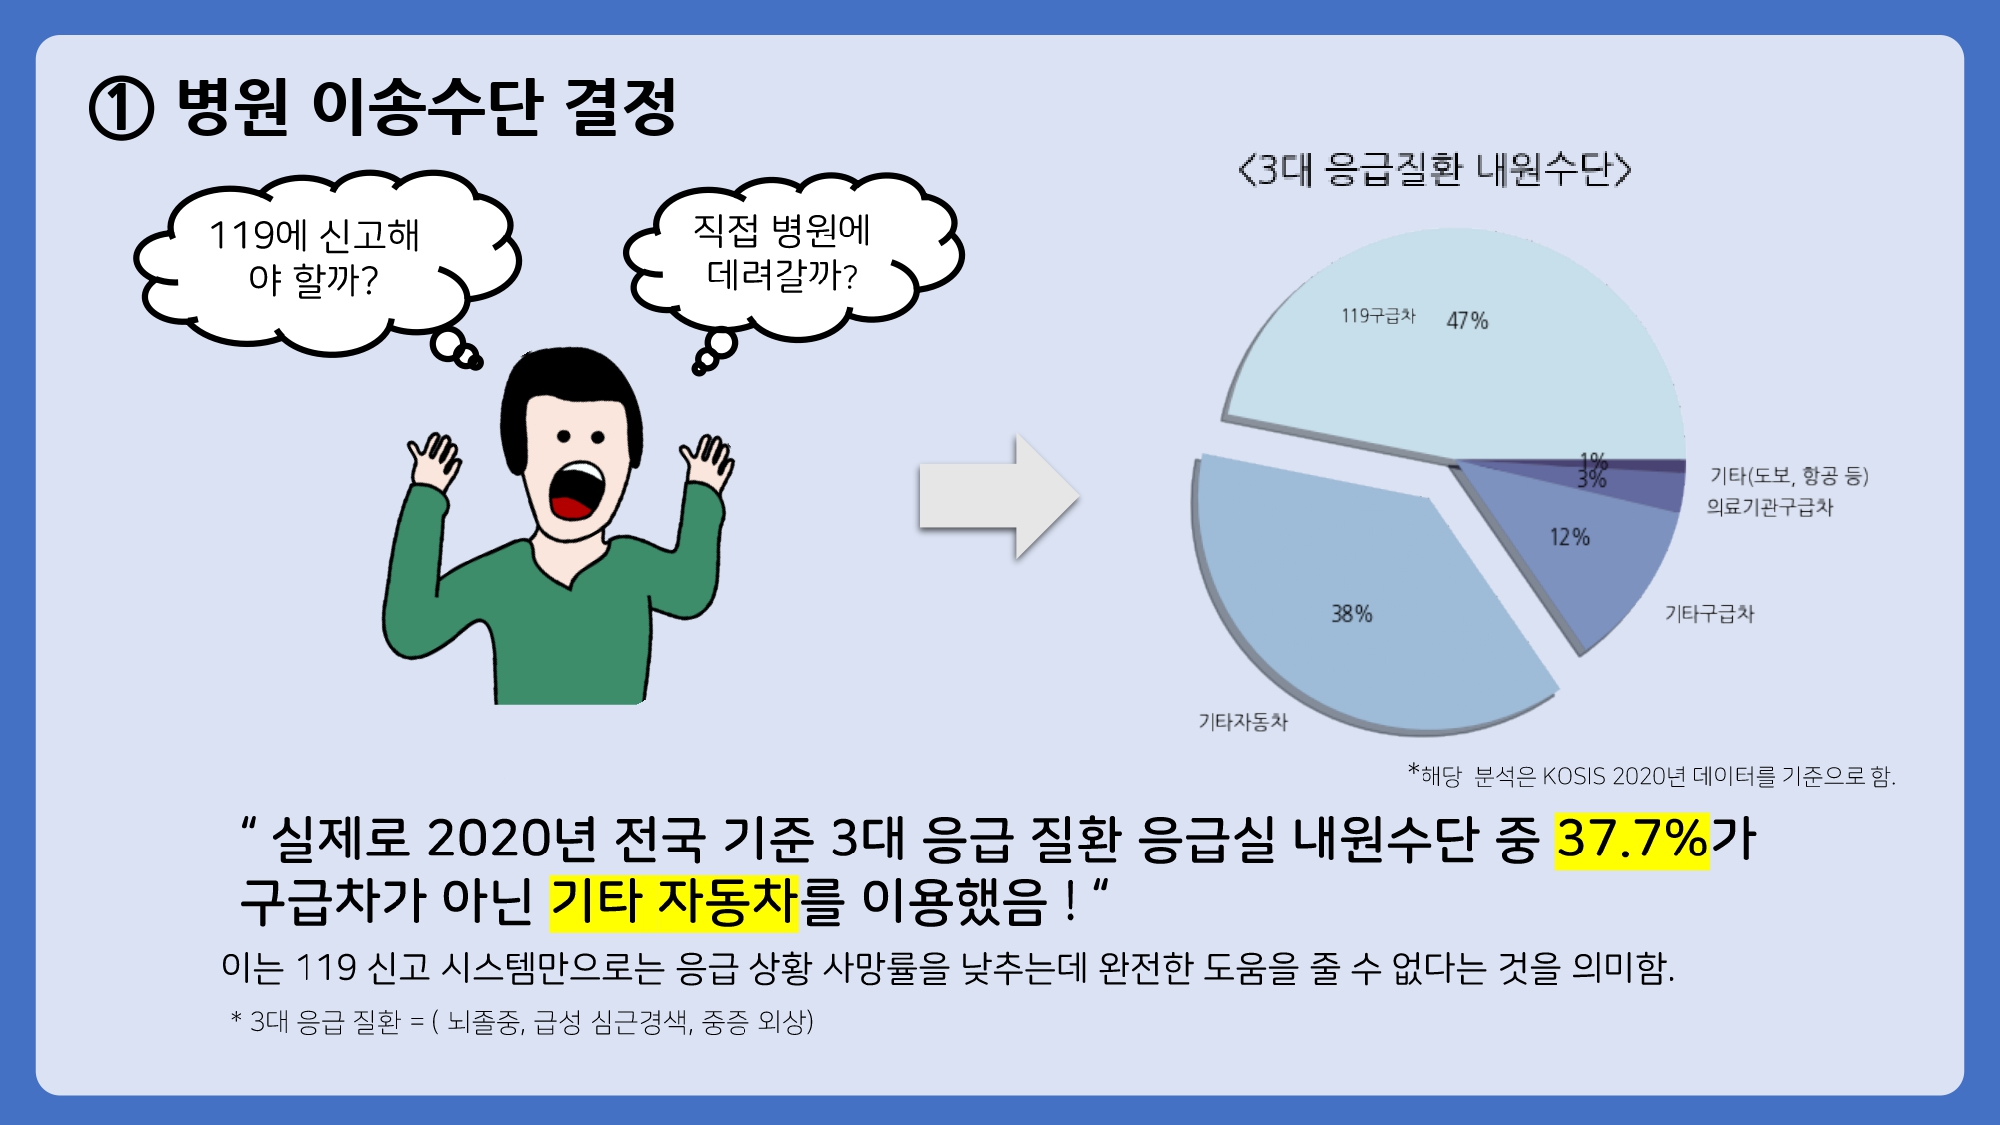 ① 병원 이송수단 결정
119에 신고해
야 할까?
직접 병원에
데려갈까?
<3대 응급질환 내원수단>
119구급차 47%
1%
3%
기타(도보, 항공 등)
의료기관구급차
12%
기타구급차
38%
기타자동차
*해당 분석은 KOSIS 2020년 데이터를 기준으로 함.
“ 실제로 2020년 전국 기준 3대 응급 질환 응급실 내원수단 중 37.7%가
구급차가 아닌 기타 자동차를 이용했음 ! “
이는 119 신고 시스템만으로는 응급 상황 사망률을 낮추는데 완전한 도움을 줄 수 없다는 것을 의미함.
* 3대 응급 질환 = ( 뇌졸중, 급성 심근경색, 중증 외상)